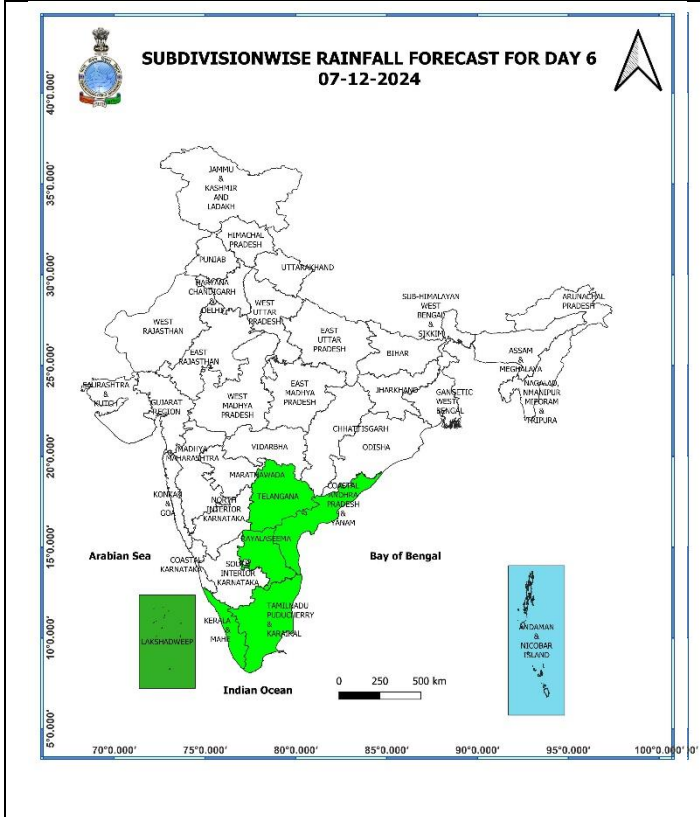 SUBDIVISIONWISE RAINFALL FORECAST FOR DAY 6
07-12-2024
40°0.000'
35°0.000'
30°0.000'
25°0.000'
20°0.000'
15°0.000'
10°0.000'
5°0.000'
JAMMU
&
KASHMIR
AND
LADAKH
HIMACHAL
PRADESH
PUNJAB
UTTARAKHAND
HARYANA
CHANDIGARH
&
DELHI
WEST
UTTAR
PRADESH
SUB-HIMALAYAN
WEST
BENGAL
&
SIKKIM
ARUNACHAL
PRADESH
WEST
RAJASTHAN
EAST
RAJASTHAN
EAST
UTTAR
PRADESH
BIHAR
ASSAM
&
MEGHALAYA
NAGALAD,
MANIPUR
MIZORAM
&
TRIPURA
SAURASHTRA
&
KUTCH
GUJARAT
REGION
WEST
MADHYA
PRADESH
EAST
MADHYA
PRADESH
JHARKHAND
GANGETIC
WEST
BENGAL
CHHATTISGARH
ODISHA
MADHYA
MAHARASHTRA
VIDARBHA
MARATHAWADA
KONKAN
&
GOA
NORTH
INTERIOR
KARNATAKA
TELANGANA
COASTAL
ANDHRA
PRADESH
&
YANAM
RAYALASEEMA
Arabian Sea
Bay of Bengal
COASTAL
KARNATAKA
SOUTH
INTERIOR
KARNATAKA
LAKSHADWEEP
KERALA
&
MAHE
TAMILNADU
PUDUCHERRY
&
KARAIKAL
ANDAMAN
&
NICOBAR
ISLAND
Indian Ocean
0 250 500 km
70°0.000' 75°0.000' 80°0.000' 85°0.000' 90°0.000' 95°0.000' 100°0.000'